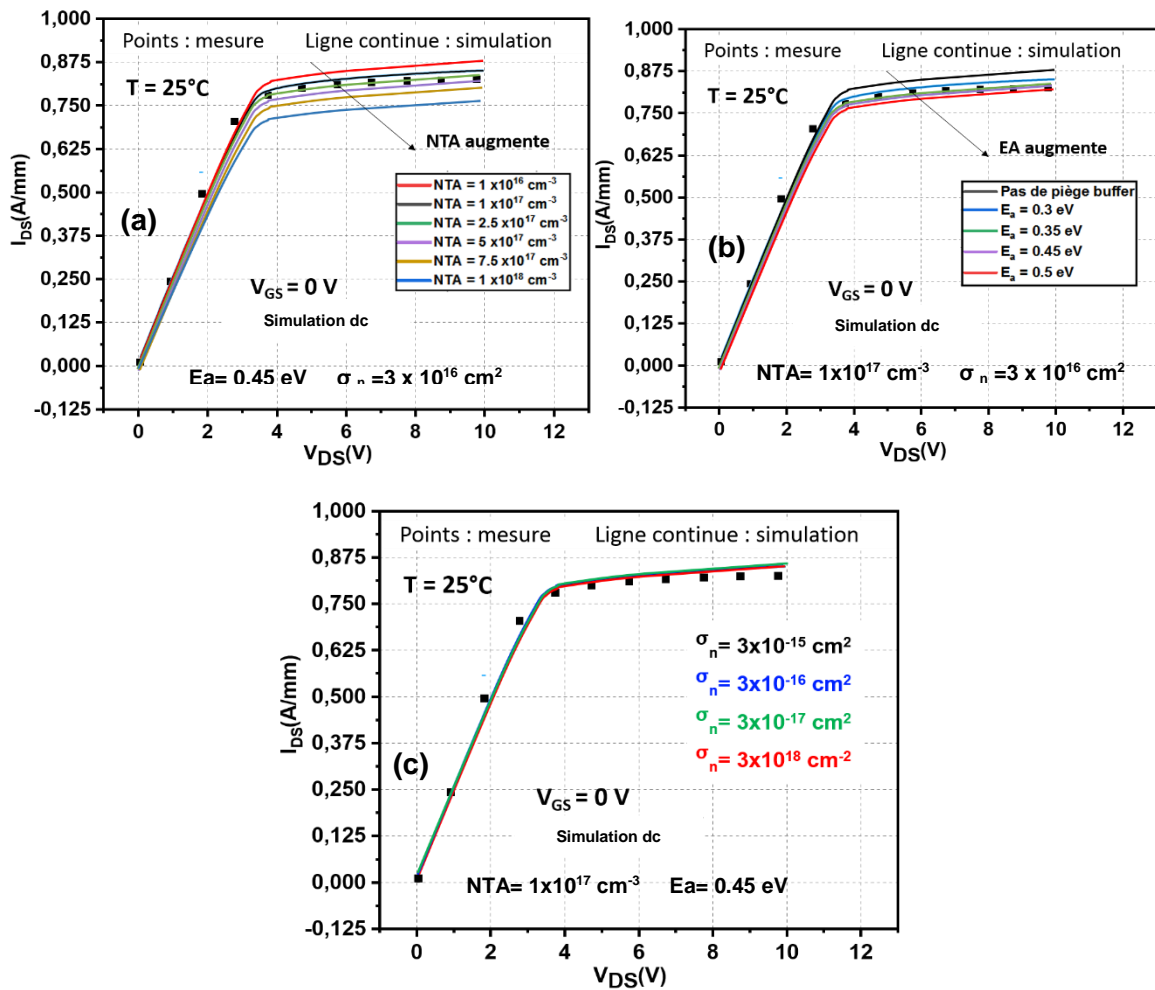 Points : mesure Ligne continue : simulation
T = 25°C
NTA augmente
NTA = 1 x10¹⁶ cm⁻³
NTA = 1 x10¹⁷ cm⁻³
NTA = 2.5 x10¹⁷ cm⁻³
NTA = 5 x10¹⁷ cm⁻³
NTA = 7.5 x10¹⁷ cm⁻³
NTA = 1 x10¹⁸ cm⁻³
(a)
V_GS = 0 V
Simulation dc
Ea= 0.45 eV σ_n =3 x 10¹⁶ cm²
1,000
0,875
0,750
0,625
0,500
0,375
0,250
0,125
0,000
-0,125
I_DS(A/mm)
0 2 4 6 8 10 12
V_DS(V)
Points : mesure Ligne continue : simulation
T = 25°C
EA augmente
Pas de piège buffer
E_a = 0.3 eV
E_a = 0.35 eV
E_a = 0.45 eV
E_a = 0.5 eV
(b)
V_GS = 0 V
Simulation dc
NTA= 1x10¹⁷ cm⁻³ σ_n =3 x 10¹⁶ cm²
1,000
0,875
0,750
0,625
0,500
0,375
0,250
0,125
0,000
-0,125
I_DS(A/mm)
0 2 4 6 8 10 12
V_DS(V)
Points : mesure Ligne continue : simulation
T = 25°C
σ_n= 3x10⁻¹⁵ cm²
σ_n= 3x10⁻¹⁶ cm²
σ_n= 3x10⁻¹⁷ cm²
σ_n= 3x10¹⁸ cm⁻²
(c)
V_GS = 0 V
Simulation dc
NTA= 1x10¹⁷ cm⁻³ Ea= 0.45 eV
1,000
0,875
0,750
0,625
0,500
0,375
0,250
0,125
0,000
-0,125
I_DS(A/mm)
0 2 4 6 8 10 12
V_DS(V)